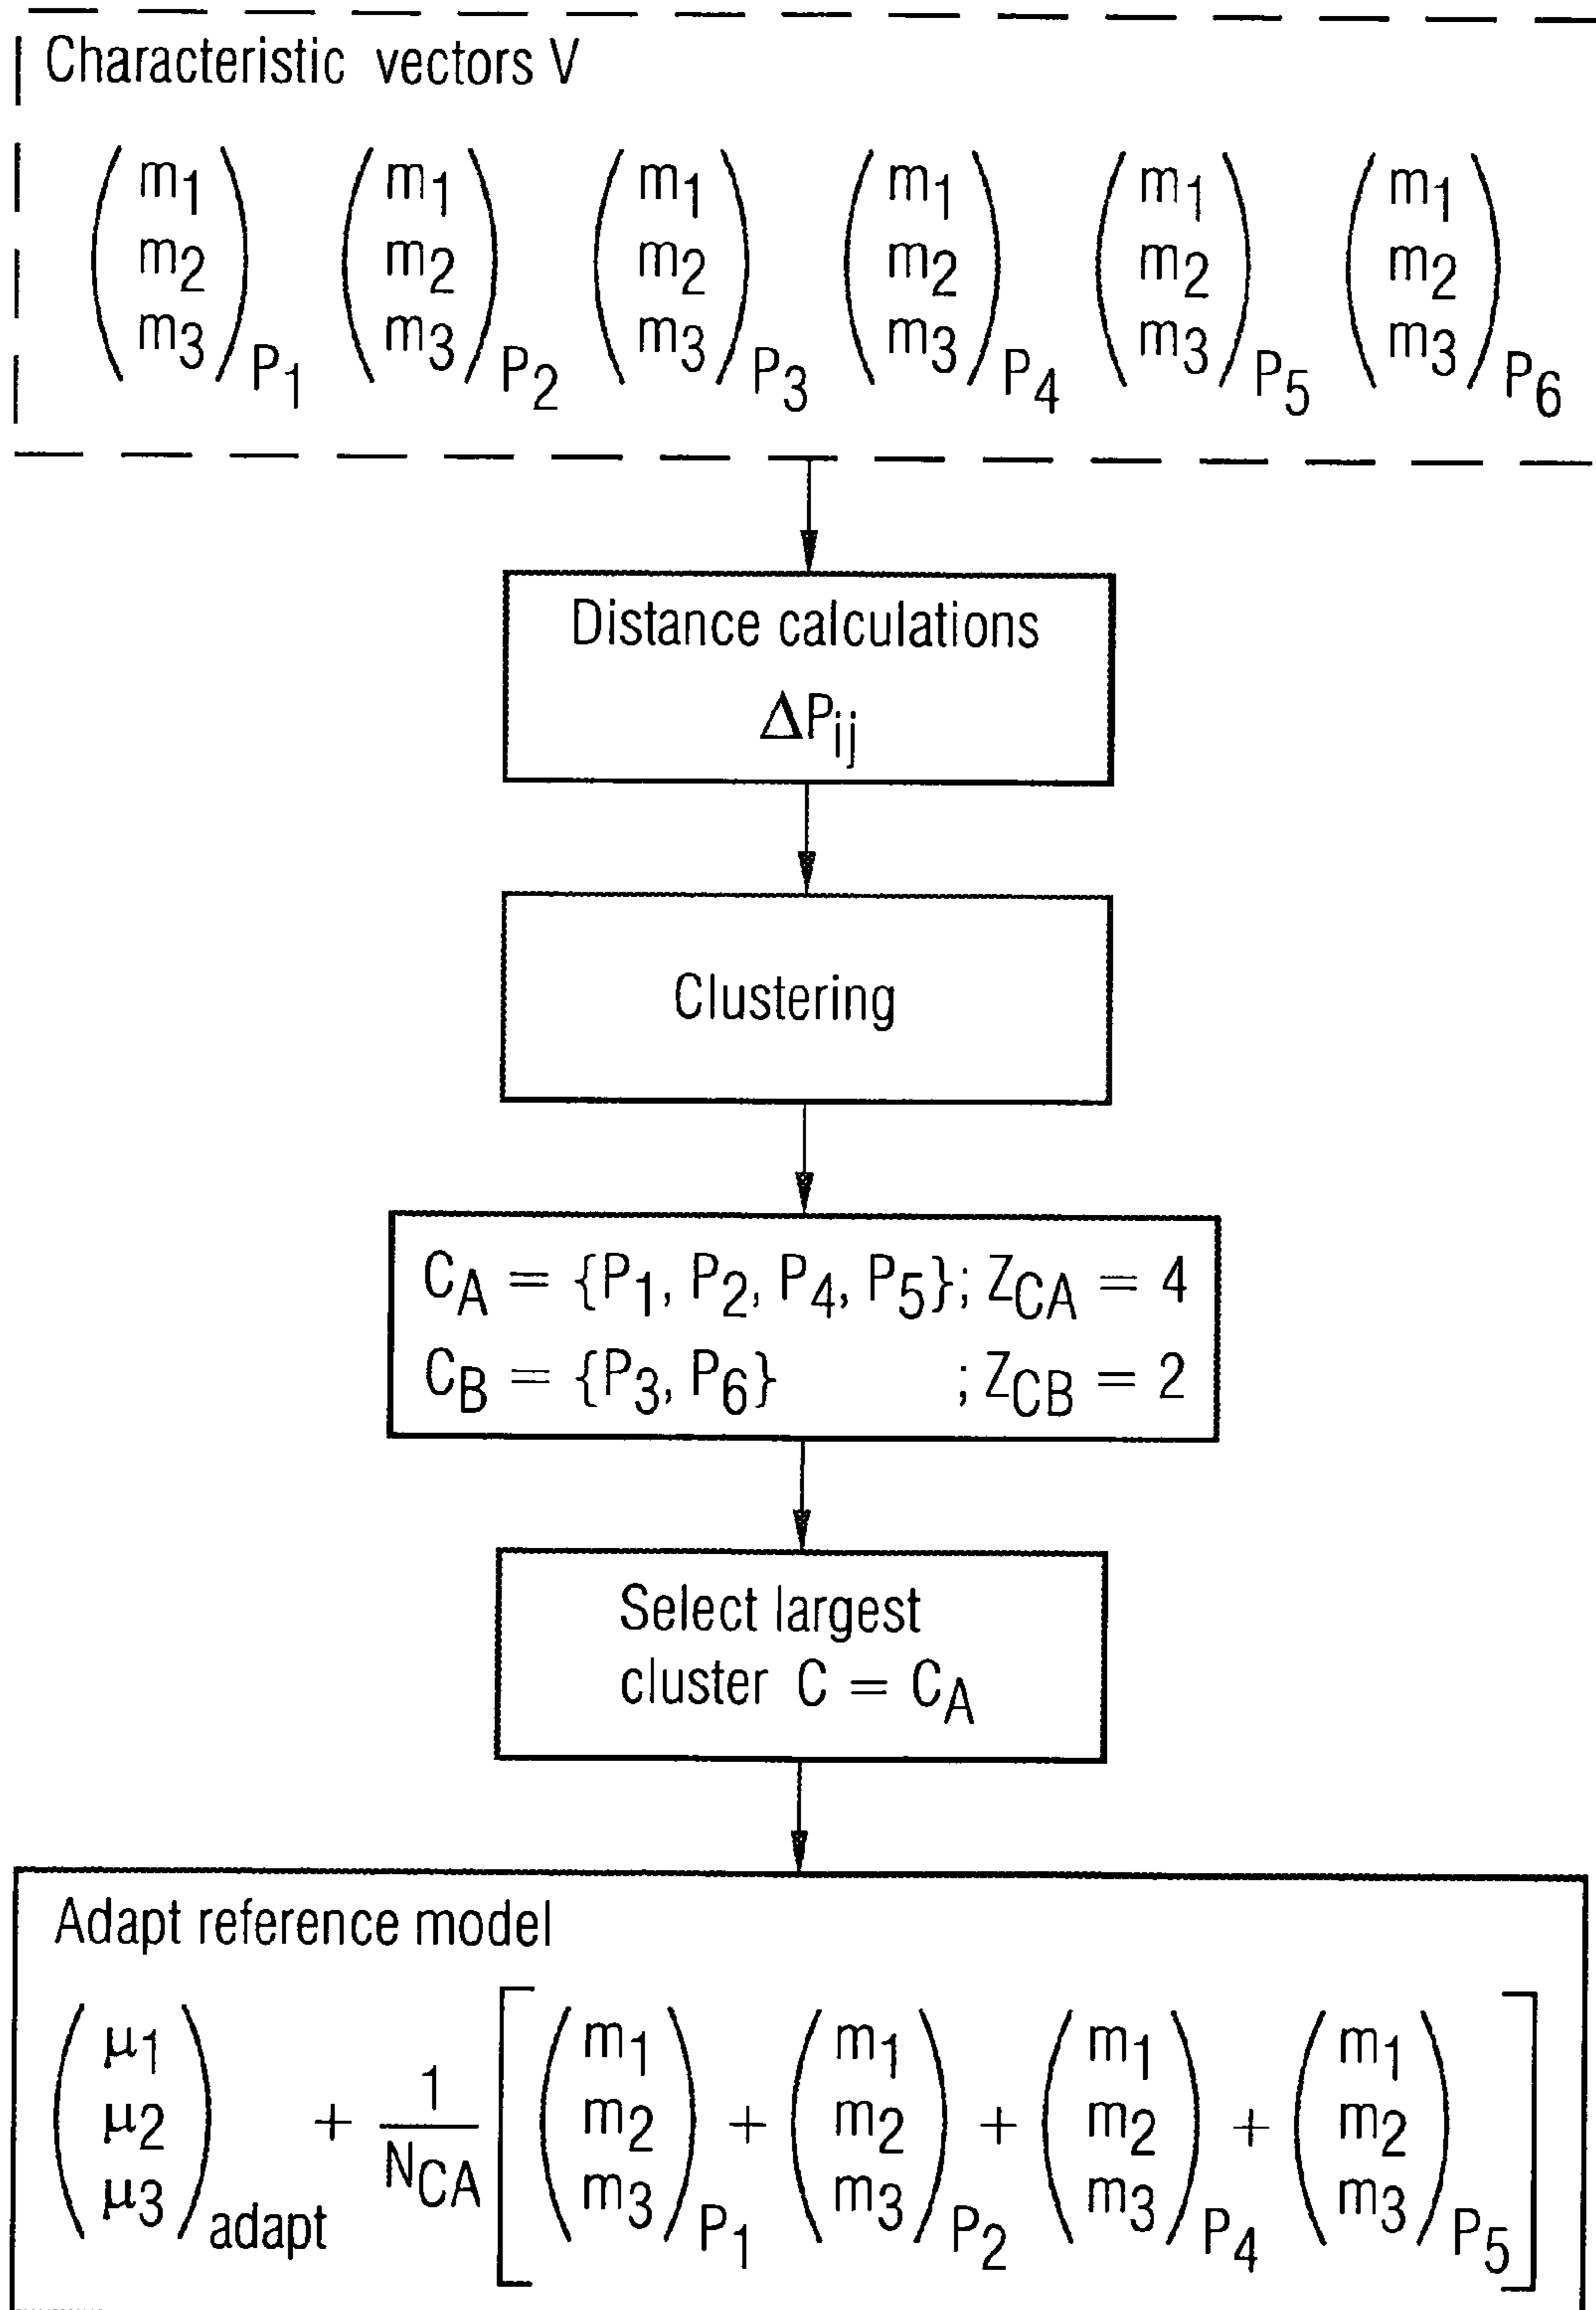 Characteristic vectors V
m1 m1 m1 m1 m1 m1
m2 m2 m2 m2 m2 m2
m3 m3 m3 m3 m3 m3
P1 P2 P3 P4 P5 P6
Distance calculations
ΔPij
Clustering
CA = {P1, P2, P4, P5}; ZCA = 4
CB = {P3, P6} ; ZCB = 2
Select largest
cluster C = CA
Adapt reference model
μ1 m1 m1 m1 m1
μ2 + 1/NCA [ m2 + m2 + m2 + m2 ]
μ3 m3 m3 m3 m3
adapt P1 P2 P4 P5